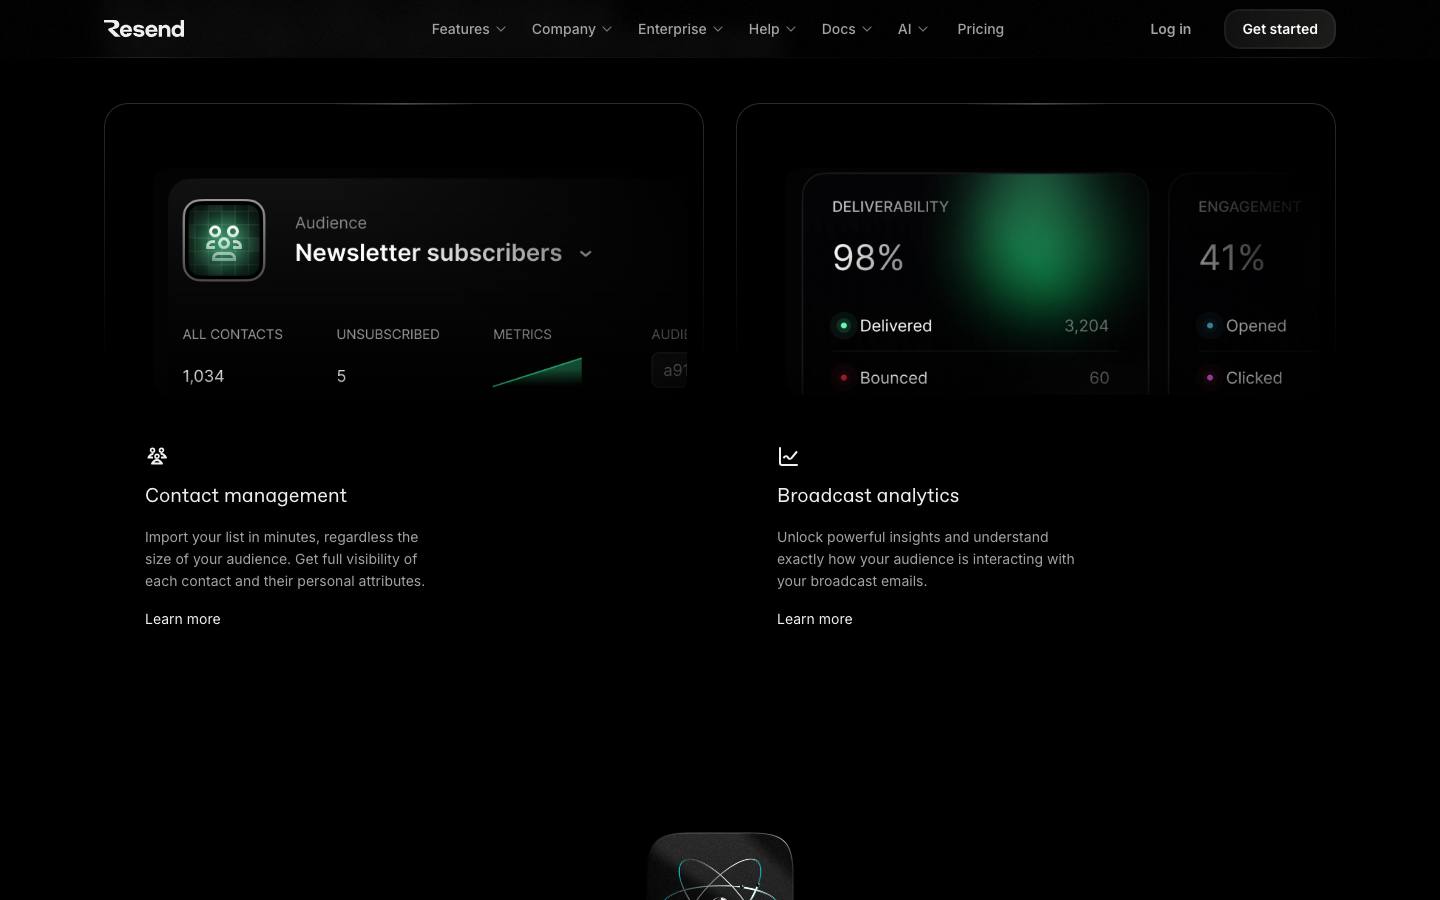 Resend
Features
Company
Enterprise
Help
Docs
AI
Pricing
Log in
Get started
Audience
Newsletter subscribers
ALL CONTACTS
UNSUBSCRIBED
METRICS
AUDIE
1,034
5
a91
Contact management
Import your list in minutes, regardless the
size of your audience. Get full visibility of
each contact and their personal attributes.
Learn more
DELIVERABILITY
98%
Delivered
3,204
Bounced
60
ENGAGEMENT
41%
Opened
Clicked
Broadcast analytics
Unlock powerful insights and understand
exactly how your audience is interacting with
your broadcast emails.
Learn more